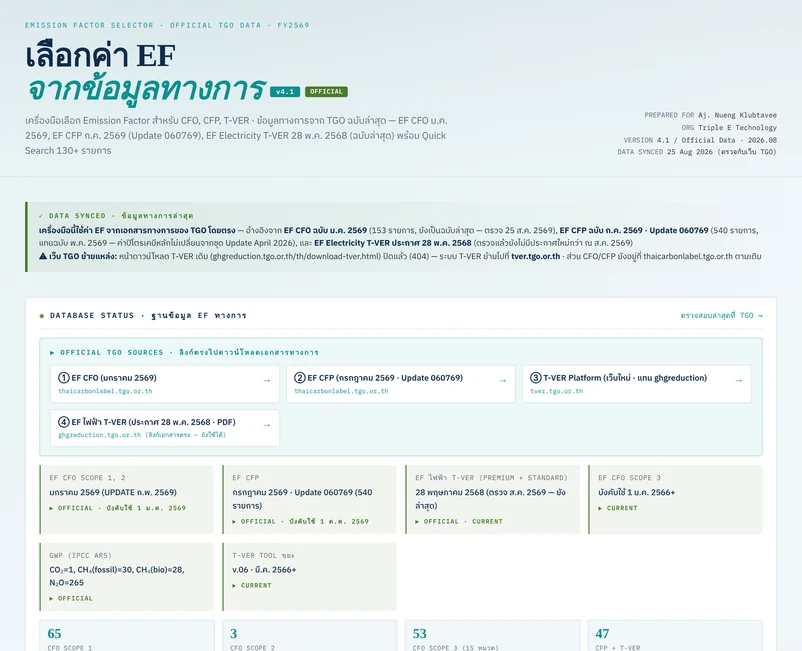 EMISSION FACTOR SELECTOR · OFFICIAL TGO DATA · FY2569
เลือกค่า EF
จากข้อมูลทางการ v4.1 OFFICIAL
เครื่องมือเลือก Emission Factor สำหรับ CFO, CFP, T-VER · ข้อมูลทางการจาก TGO ฉบับล่าสุด — EF CFO ม.ค.
2569, EF CFP ก.ค. 2569 (Update 060769), EF Electricity T-VER 28 พ.ค. 2568 (ฉบับล่าสุด) พร้อม Quick
Search 130+ รายการ
PREPARED FOR Aj. Nueng Klubtavee
ORG Triple E Technology
VERSION 4.1 / Official Data · 2026.08
DATA SYNCED 25 Aug 2026 (ตรวจกับเว็บ TGO)
✓ DATA SYNCED · ข้อมูลทางการล่าสุด
เครื่องมือนี้ใช้ค่า EF จากเอกสารทางการของ TGO โดยตรง — อ้างอิงจาก EF CFO ฉบับ ม.ค. 2569 (153 รายการ, ยังเป็นฉบับล่าสุด — ตรวจ 25 ส.ค. 2569), EF CFP ฉบับ ก.ค. 2569 · Update 060769 (540 รายการ,
แทนฉบับ พ.ค. 2569 — ค่าปิโตรเคมีหลักไม่เปลี่ยนจากชุด Update April 2026), และ EF Electricity T-VER ประกาศ 28 พ.ค. 2568 (ตรวจแล้วยังไม่มีประกาศใหม่กว่า ณ ส.ค. 2569)
⚠ เว็บ TGO ย้ายแหล่ง: หน้าดาวน์โหลด T-VER เดิม (ghgreduction.tgo.or.th/th/download-tver.html) ปิดแล้ว (404) — ระบบ T-VER ย้ายไปที่ tver.tgo.or.th · ส่วน CFO/CFP ยังอยู่ที่ thaicarbonlabel.tgo.or.th ตามเดิม
DATABASE STATUS · ฐานข้อมูล EF ทางการ
ตรวจสอบล่าสุดที่ TGO →
▸ OFFICIAL TGO SOURCES · ลิงก์ตรงไปดาวน์โหลดเอกสารทางการ
① EF CFO (มกราคม 2569) →
thaicarbonlabel.tgo.or.th
② EF CFP (กรกฎาคม 2569 · Update 060769) →
thaicarbonlabel.tgo.or.th
③ T-VER Platform (เว็บใหม่ · แทน ghgreduction) →
tver.tgo.or.th
④ EF ไฟฟ้า T-VER (ประกาศ 28 พ.ค. 2568 · PDF) →
ghgreduction.tgo.or.th (ลิงก์เอกสารตรง — ยังใช้ได้)
EF CFO SCOPE 1, 2
มกราคม 2569 (UPDATE ก.พ. 2569)
▸ OFFICIAL · บังคับใช้ 1 ม.ค. 2569
EF CFP
กรกฎาคม 2569 · Update 060769 (540
รายการ)
▸ OFFICIAL · บังคับใช้ 1 ต.ค. 2569
EF ไฟฟ้า T-VER (PREMIUM + STANDARD)
28 พฤษภาคม 2568 (ตรวจ ส.ค. 2569 — ยัง
ล่าสุด)
▸ OFFICIAL · CURRENT
EF CFO SCOPE 3
บังคับใช้ 1 ม.ค. 2566+
▸ CURRENT
GWP (IPCC AR5)
CO₂=1, CH₄(fossil)=30, CH₄(bio)=28,
N₂O=265
▸ OFFICIAL
T-VER TOOL ขยะ
v.06 · มี.ค. 2566+
▸ CURRENT
65
CFO SCOPE 1
3
CFO SCOPE 2
53
CFO SCOPE 3 (15 หมวด)
47
CFP + T-VER